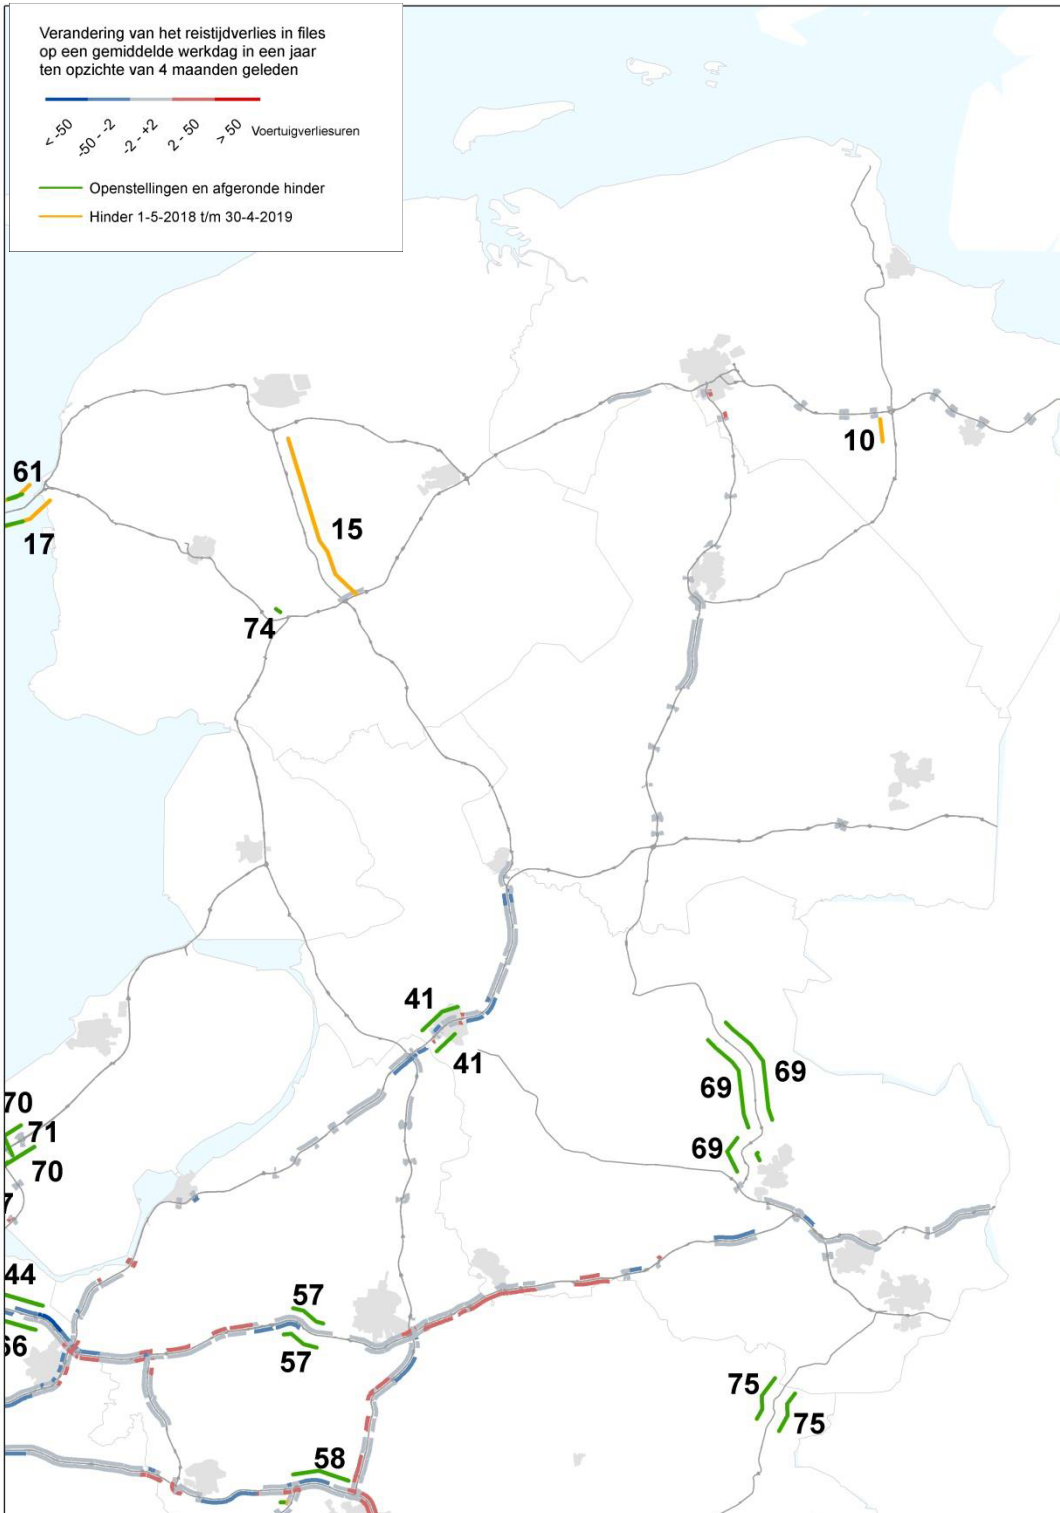 Verandering van het reistijdverlies in files
op een gemiddelde werkdag in een jaar
ten opzichte van 4 maanden geleden
< -50
-50 - -2
-2 - +2
2 - 50
> 50
Voertuigverliesuren
Openstellingen en afgeronde hinder
Hinder 1-5-2018 t/m 30-4-2019
10
61
15
17
74
41
41
69
69
70
71
69
70
7
44
57
66
57
75
75
58